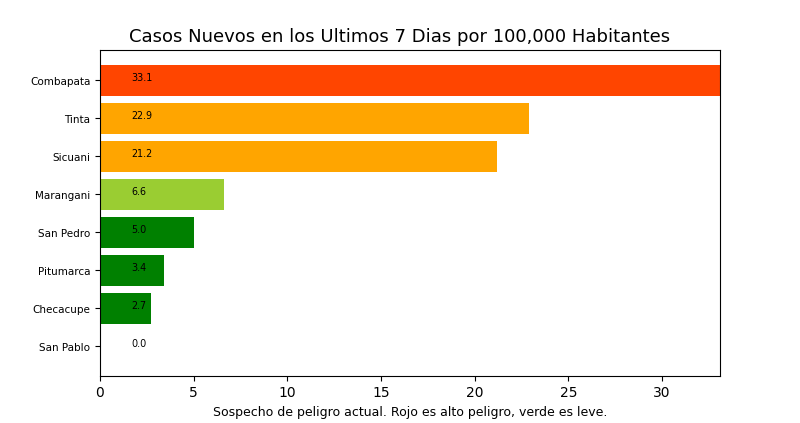 Casos Nuevos en los Ultimos 7 Dias por 100,000 Habitantes
Combapata 33.1
Tinta 22.9
Sicuani 21.2
Marangani 6.6
San Pedro 5.0
Pitumarca 3.4
Checacupe 2.7
San Pablo 0.0
0 5 10 15 20 25 30
Sospecho de peligro actual. Rojo es alto peligro, verde es leve.